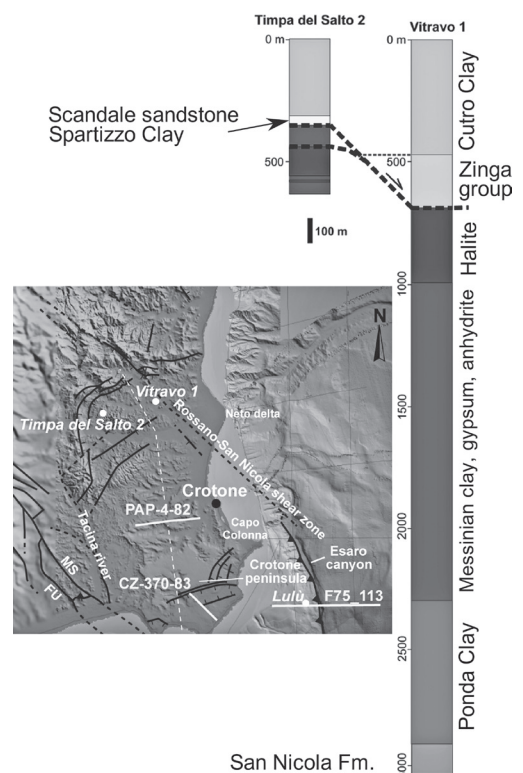 Timpa del Salto 2
Vitravo 1
0 m
0 m
Cutro Clay
Scandale sandstone
Spartizzo Clay
500
500
Zinga
group
100 m
Halite
1000
N
Messinian clay, gypsum, anhydrite
1500
Vitravo 1
Neto delta
Timpa del Salto 2
Rossano-San Nicola shear zone
Crotone
PAP-4-82
2000
Capo
Colonna
Tacina river
Esaro
canyon
MS
CZ-370-83
Crotone
peninsula
FU
Lulù
F75_113
2500
Ponda Clay
San Nicola Fm.
000